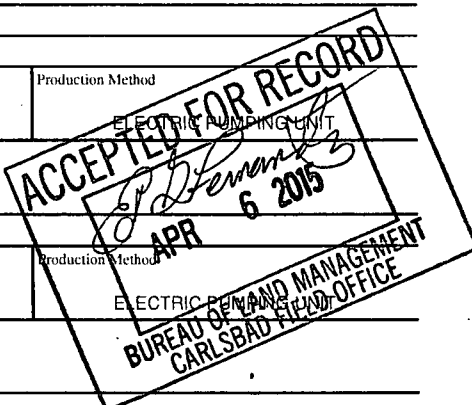 Production Method
ELECTRIC PUMPING UNIT
ACCEPTED FOR RECORD
APR 6 2015
Production Method
ELECTRIC PUMPING UNIT
BUREAU OF LAND MANAGEMENT
CARLSBAD FIELD OFFICE